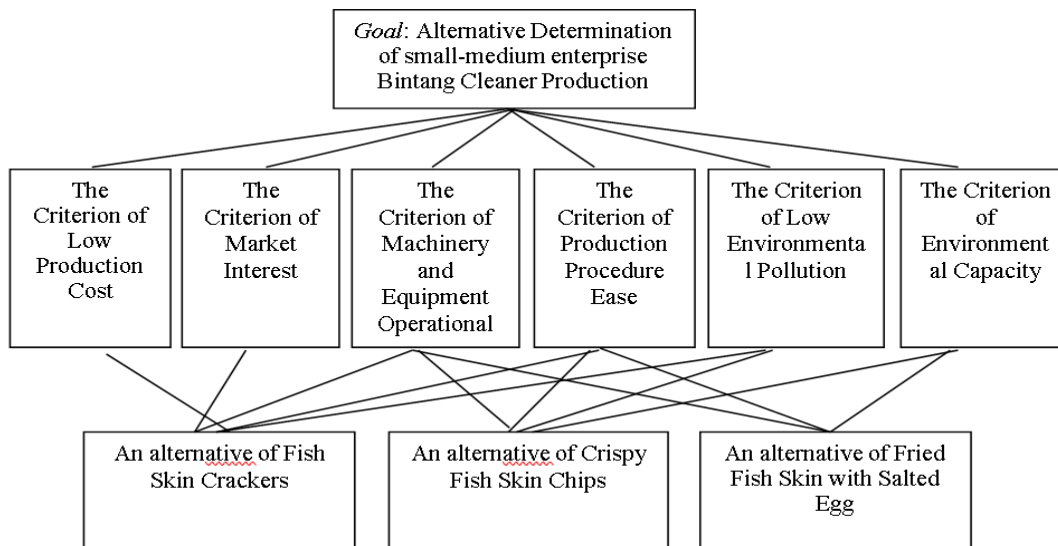 Goal: Alternative Determination
of small-medium enterprise
Bintang Cleaner Production
The
Criterion of
Low
Production
Cost
The
Criterion of
Market
Interest
The
Criterion of
Machinery
and
Equipment
Operational
The
Criterion of
Production
Procedure
Ease
The Criterion
of Low
Environmenta
l Pollution
The Criterion
of
Environment
al Capacity
An alternative of Fish
Skin Crackers
An alternative of Crispy
Fish Skin Chips
An alternative of Fried
Fish Skin with Salted
Egg